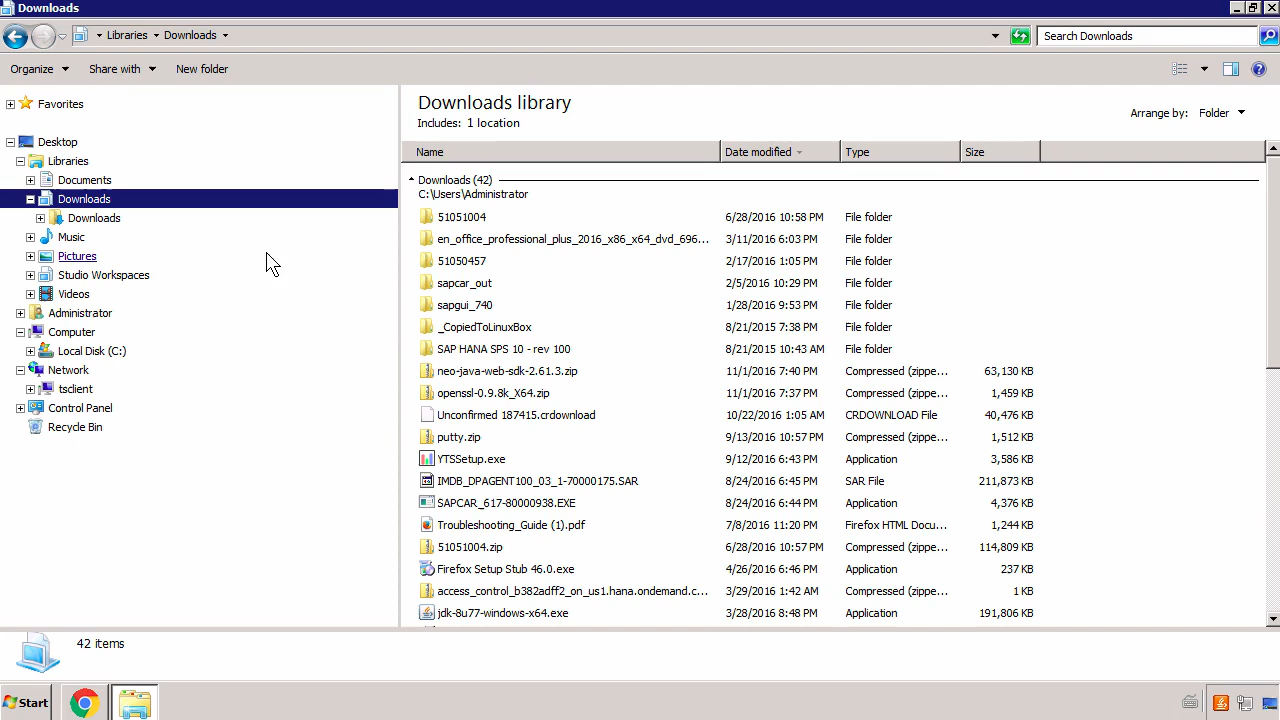 Downloads
Libraries Downloads
Search Downloads
Organize Share with New folder
Favorites
Desktop
Libraries
Documents
Downloads
Downloads
Music
Pictures
Studio Workspaces
Videos
Administrator
Computer
Local Disk (C:)
Network
tsclient
Control Panel
Recycle Bin
Downloads library
Includes: 1 location
Arrange by: Folder
Name Date modified Type Size
Downloads (42)
C:\Users\Administrator
51051004 6/28/2016 10:58 PM File folder
en_office_professional_plus_2016_x86_x64_dvd_696... 3/11/2016 6:03 PM File folder
51050457 2/17/2016 1:05 AM File folder
sapcar_out 2/5/2016 10:29 PM File folder
sapgui_740 1/28/2016 9:53 PM File folder
_CopiedToLinuxBox 8/21/2015 7:38 PM File folder
SAP HANA SPS 10 - rev 100 8/21/2015 10:43 AM File folder
neo-java-web-sdk-2.61.3.zip 11/1/2016 7:40 PM Compressed (zippe... 63,130 KB
openssl-0.9.8k_X64.zip 11/1/2016 7:37 PM Compressed (zippe... 1,459 KB
Unconfirmed 187415.crdownload 10/22/2016 1:05 AM CRDOWNLOAD File 40,476 KB
putty.zip 9/13/2016 10:57 PM Compressed (zippe... 1,512 KB
YTSSetup.exe 9/12/2016 6:43 PM Application 3,586 KB
IMDB_DPAGENT100_03_1-70000175.SAR 8/24/2016 6:45 PM SAR File 211,873 KB
SAPCAR_617-80000938.EXE 8/24/2016 6:44 PM Application 4,376 KB
Troubleshooting_Guide (1).pdf 7/8/2016 11:20 PM Firefox HTML Docu... 1,244 KB
51051004.zip 6/28/2016 10:57 PM Compressed (zippe... 114,809 KB
Firefox Setup Stub 46.0.exe 4/26/2016 6:46 PM Application 237 KB
access_control_b382adff2_on_us1.hana.ondemand.c... 3/29/2016 1:42 AM Compressed (zippe... 1 KB
jdk-8u77-windows-x64.exe 3/28/2016 8:48 PM Application 191,806 KB
42 items
Start